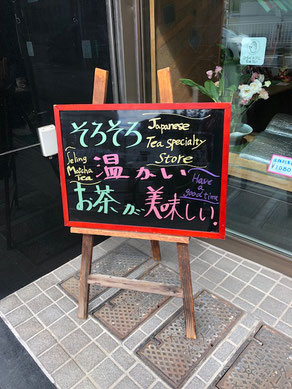 そろそろ
Japanese
Tea specialty
Store
Seling
Matcha
Tea
温かい
Have a
good time
お茶が美味しい。